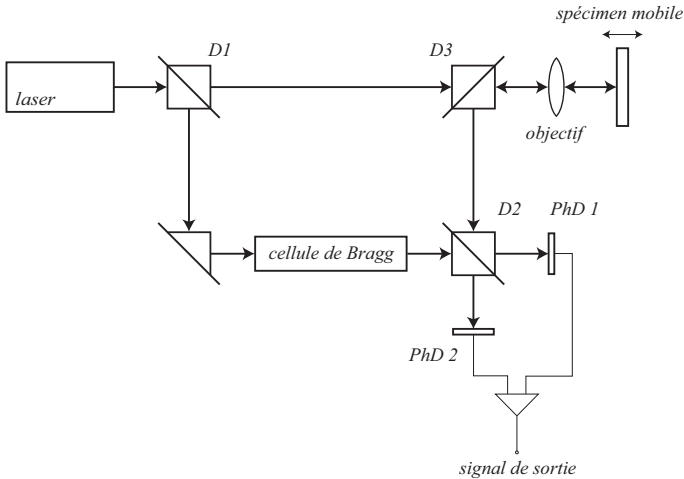 spécimen mobile
D1
D3
laser
objectif
D2
PhD 1
cellule de Bragg
PhD 2
signal de sortie